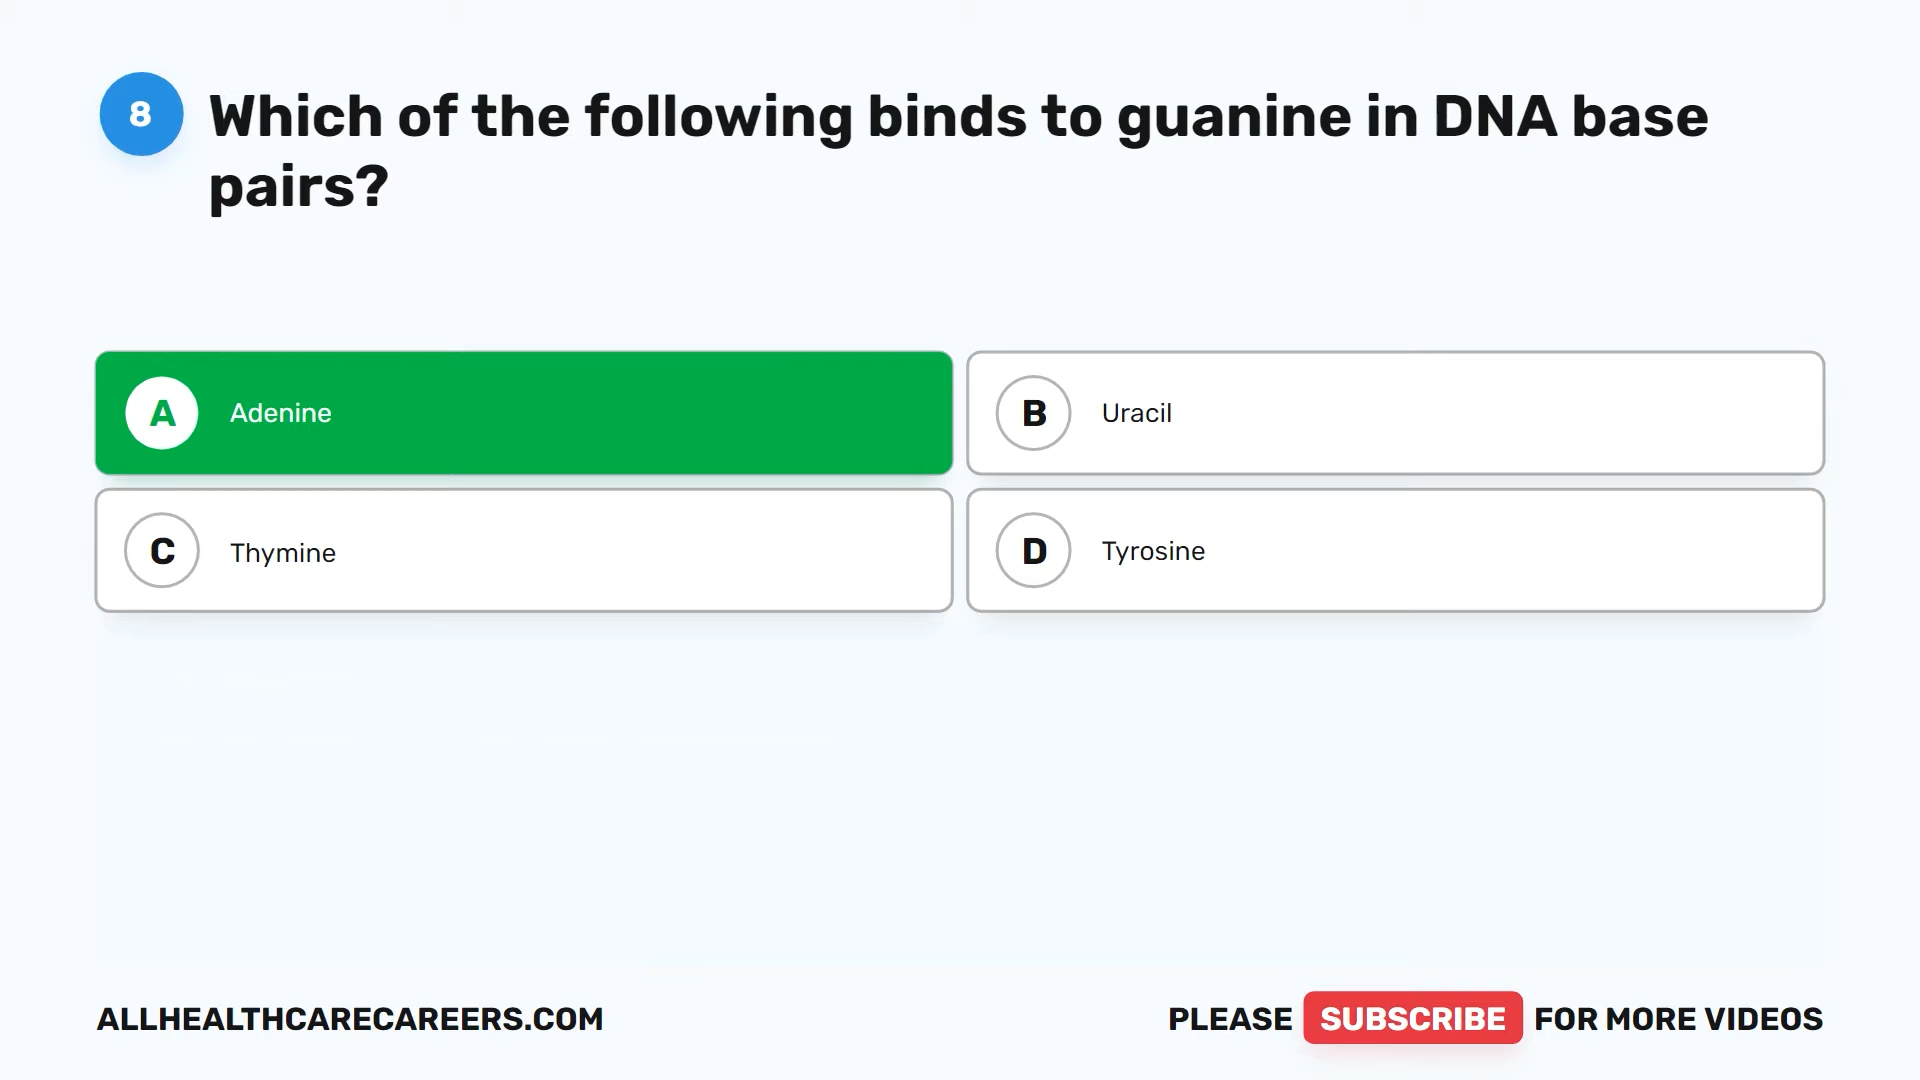 8 Which of the following binds to guanine in DNA base
pairs?
A Adenine
B Uracil
C Thymine
D Tyrosine
ALLHEALTHCARECAREERS.COM
PLEASE SUBSCRIBE FOR MORE VIDEOS